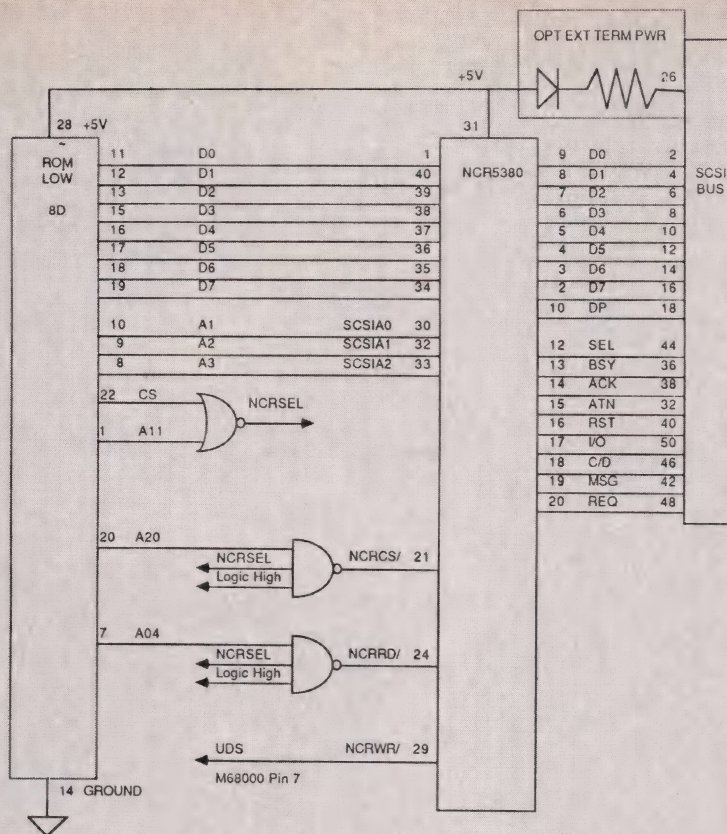 OPT EXT TERM PWR
+5V
26
28 +5V
31
ROM
LOW
8D
NCR5380
SCSI
BUS
11 D0 1
12 D1 40
13 D2 39
15 D3 38
16 D4 37
17 D5 36
18 D6 35
19 D7 34
10 A1 SCSIA0 30
9 A2 SCSIA1 32
8 A3 SCSIA2 33
22 CS
NCRSEL
1 A11
20 A20
NCRSEL
Logic High
NCRCS/ 21
7 A04
NCRSEL
Logic High
NCRRD/ 24
UDS
NCRWR/ 29
M68000 Pin 7
14 GROUND
9 D0 2
8 D1 4
7 D2 6
6 D3 8
5 D4 10
4 D5 12
3 D6 14
2 D7 16
10 DP 18
12 SEL 44
13 BSY 36
14 ACK 38
15 ATN 32
16 RST 40
17 I/O 50
18 C/D 46
19 MSG 42
20 REQ 48